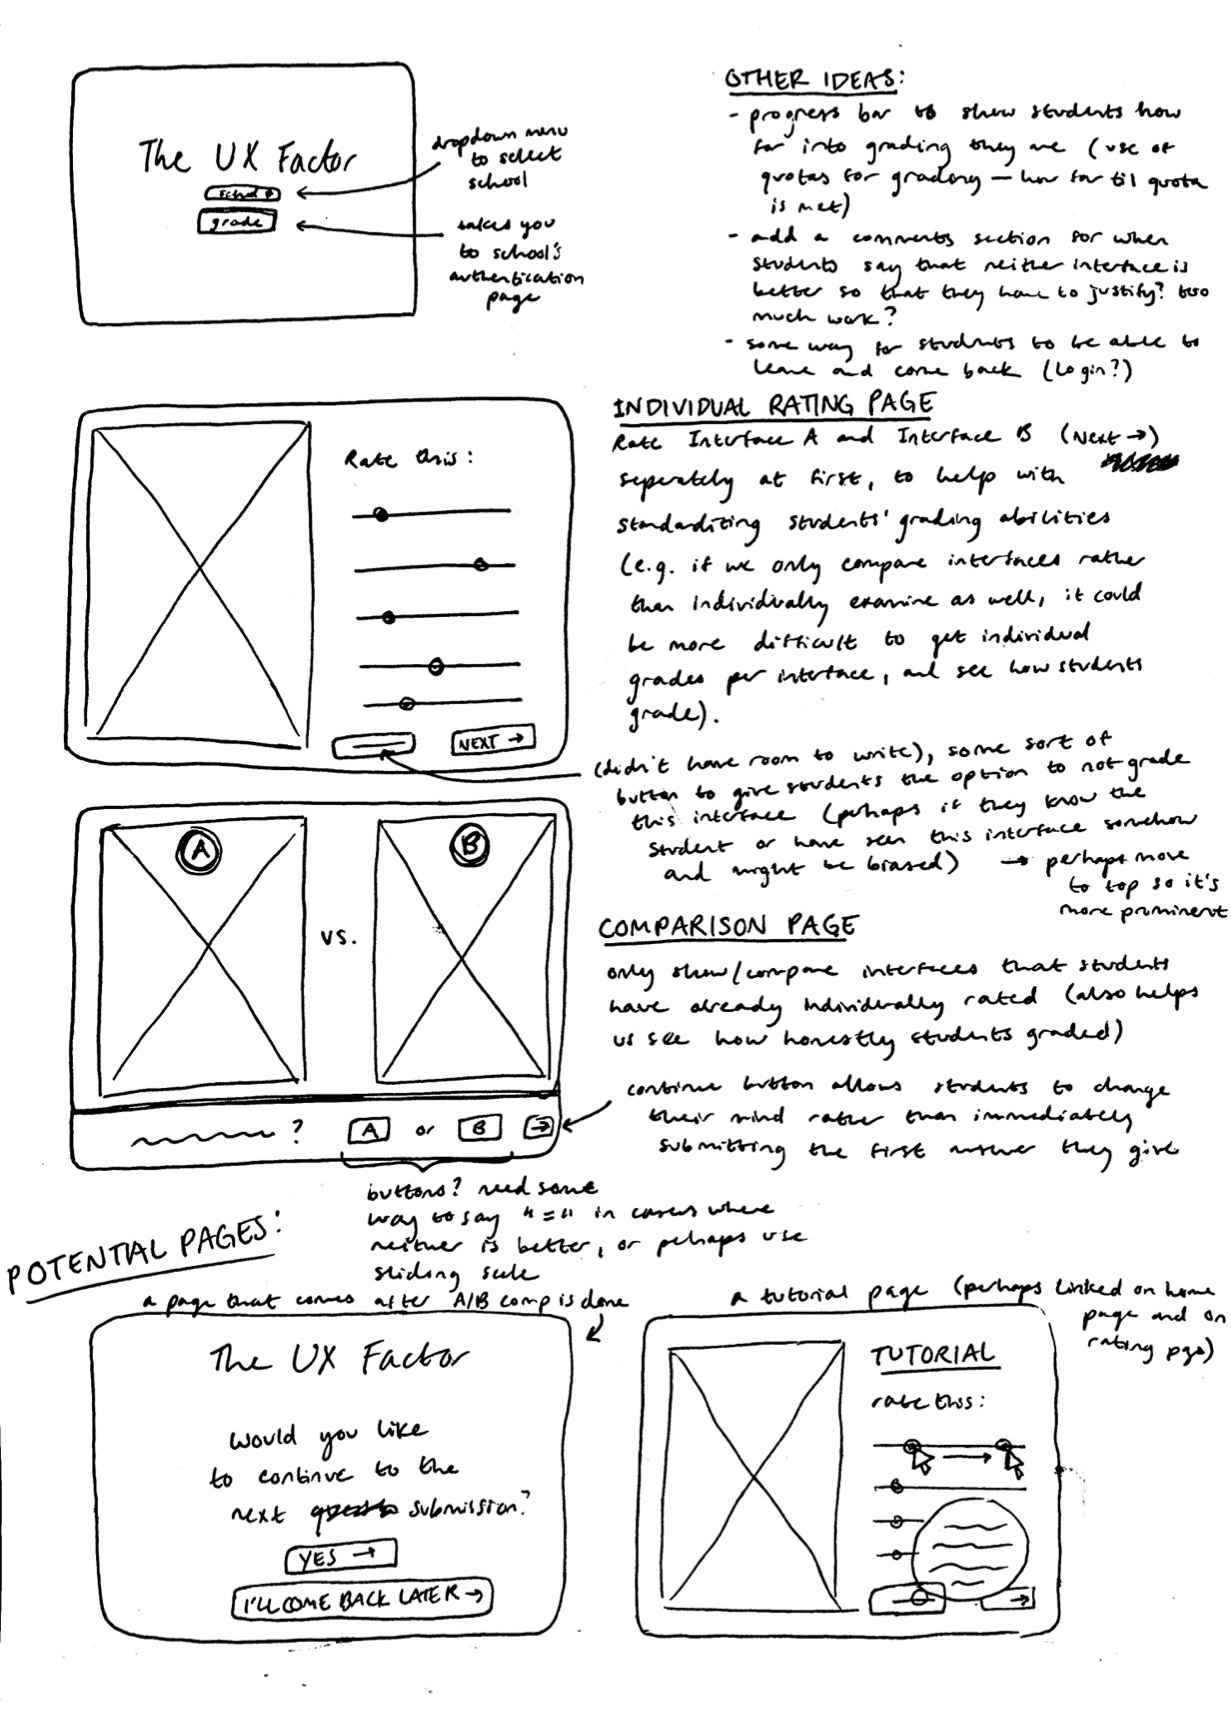 The UX Factor
school
grade
dropdown menu
to select
school
takes you
to school's
authentication
page
OTHER IDEAS:
- progress bar to show students how
far into grading they are (use of
quotas for grading — how far til quota
is met)
- add a comments section for when
students say that neither interface is
better so that they have to justify? too
much work?
- some way for students to be able to
leave and come back (login?)
Rate this:
NEXT →
INDIVIDUAL RATING PAGE
Rate Interface A and Interface B (Next →)
seperately at first, to help with
standarditing students' grading abilities
(e.g. if we only compare interfaces rather
than individually examine as well, it could
be more difficult to get individual
grades per interface, and see how students
grade).
(didn't have room to write), some sort of
button to give students the option to not grade
this interface (perhaps if they know the
student or have seen this interface somehow
and might be biased) → perhaps move
to top so it's
more prominent
A
B
vs.
? A or B →
COMPARISON PAGE
only show/compare interfaces that students
have already individually rated (also helps
us see how honestly students graded)
continue button allows students to change
their mind rather than immediately
submitting the first answer they give
buttons? need some
way to say "=" in cases where
neither is better, or perhaps use
sliding scale
POTENTIAL PAGES:
a page that comes after A/B comp is done
The UX Factor
would you like
to continue to the
next submission?
YES →
I'LL COME BACK LATER →
a tutorial page (perhaps linked on home
page and on
rating pgs)
TUTORIAL
rate this: